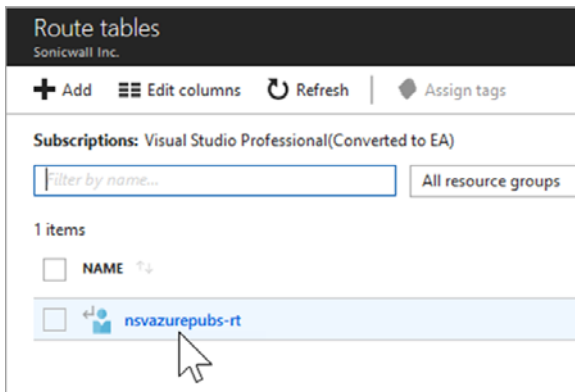 Route tables
Sonicwall Inc.
Add Edit columns Refresh Assign tags
Subscriptions: Visual Studio Professional(Converted to EA)
Filter by name... All resource groups
1 items
NAME
nsvazurepubs-rt